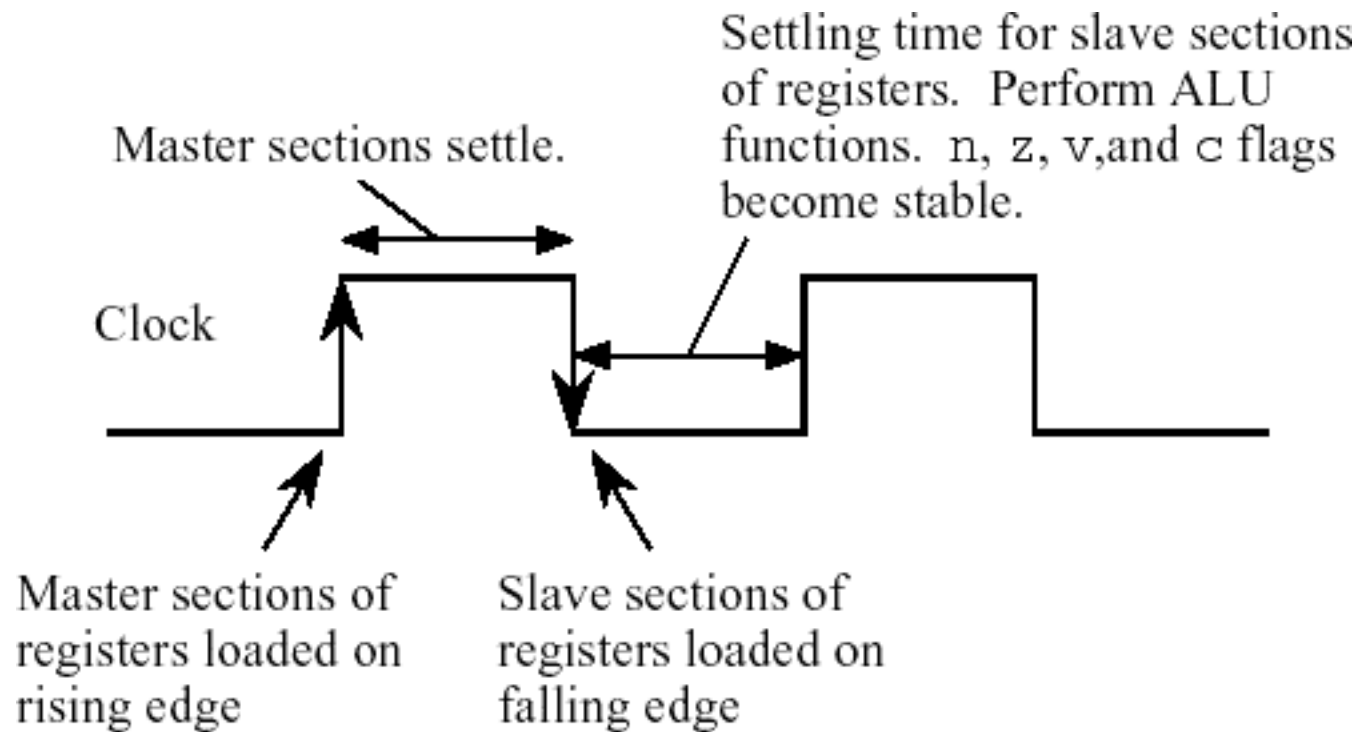 Settling time for slave sections
of registers. Perform ALU
functions. n, z, v,and c flags
become stable.
Master sections settle.
Clock
Master sections of
registers loaded on
rising edge
Slave sections of
registers loaded on
falling edge